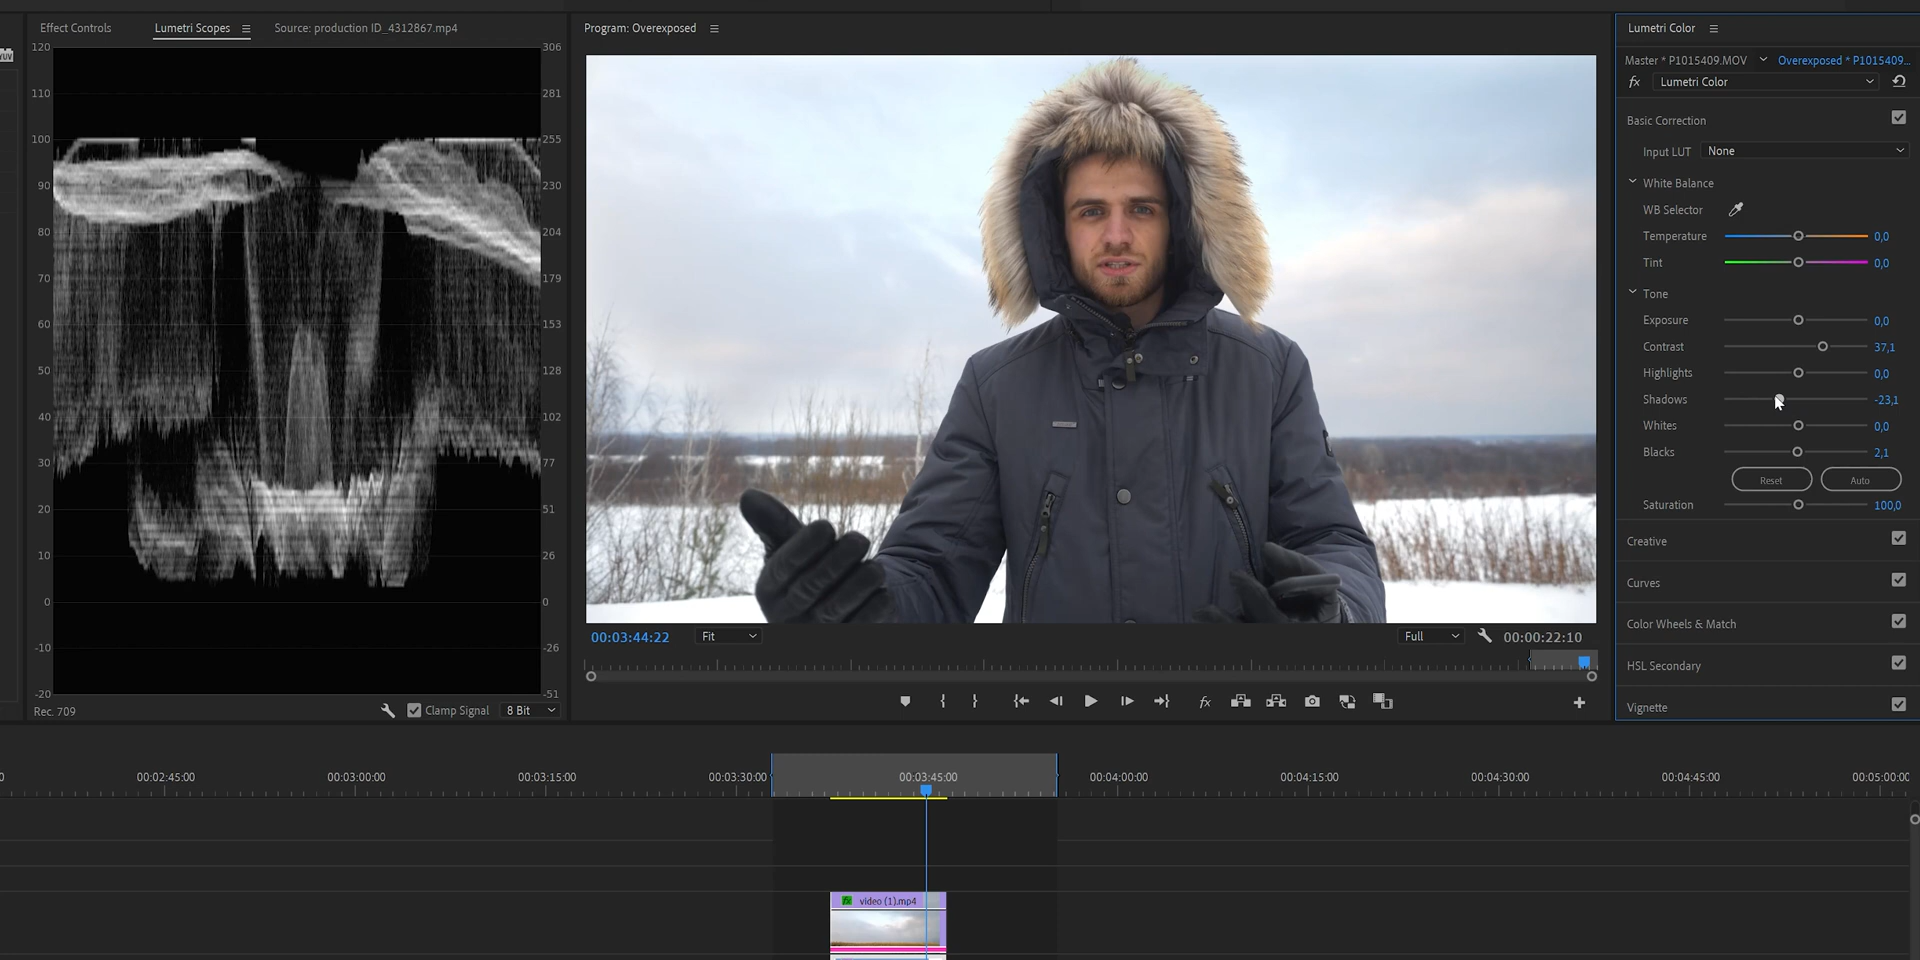 Effect Controls
Lumetri Scopes
Source: production ID_4312867.mp4
120
110
100
90
80
70
60
50
40
30
20
10
0
-10
-20
306
281
255
230
204
179
153
128
102
77
51
26
0
-26
-51
Rec. 709
Clamp Signal
8 Bit
Program: Overexposed
00:03:44:22
Fit
Full
00:00:22:10
Lumetri Color
Master * P1015409.MOV
Overexposed * P1015409...
fx Lumetri Color
Basic Correction
Input LUT None
White Balance
WB Selector
Temperature 0,0
Tint 0,0
Tone
Exposure 0,0
Contrast 37,1
Highlights 0,0
Shadows -23,1
Whites 0,0
Blacks 2,1
Reset Auto
Saturation 100,0
Creative
Curves
Color Wheels & Match
HSL Secondary
Vignette
fx
00:02:45:00 00:03:00:00 00:03:15:00 00:03:30:00 00:03:45:00 00:04:00:00 00:04:15:00 00:04:30:00 00:04:45:00 00:05:00:00
fx video (1).mp4